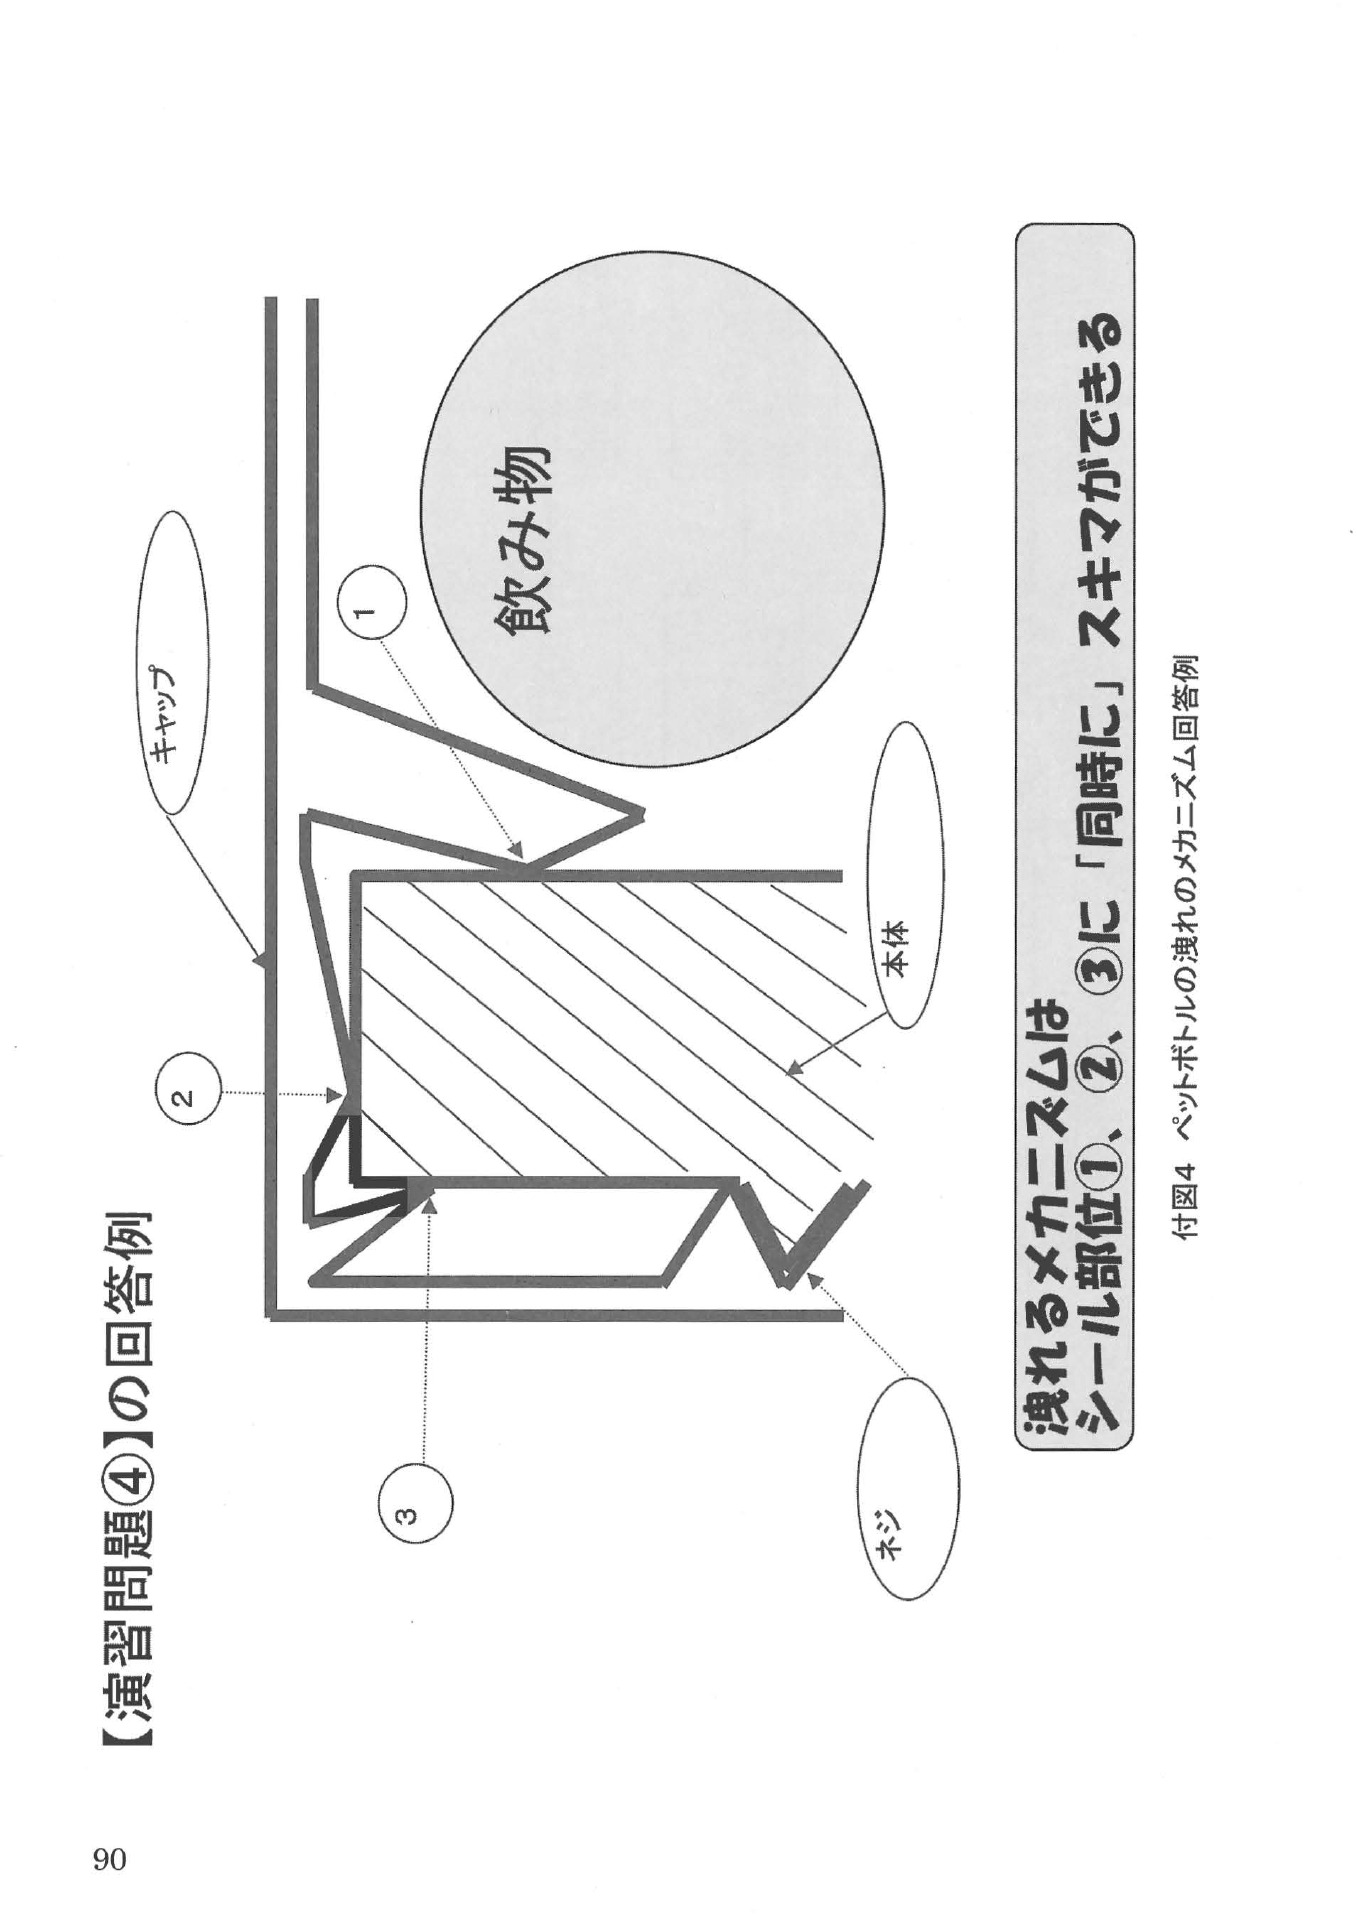 【演習問題④】の回答例
キャップ
2
1
飲み物
3
本体
ネジ
洩れるメカニズムは
シール部位①、②、③に「同時に」スキマができる
付図4　ペットボトルの洩れのメカニズム回答例
90